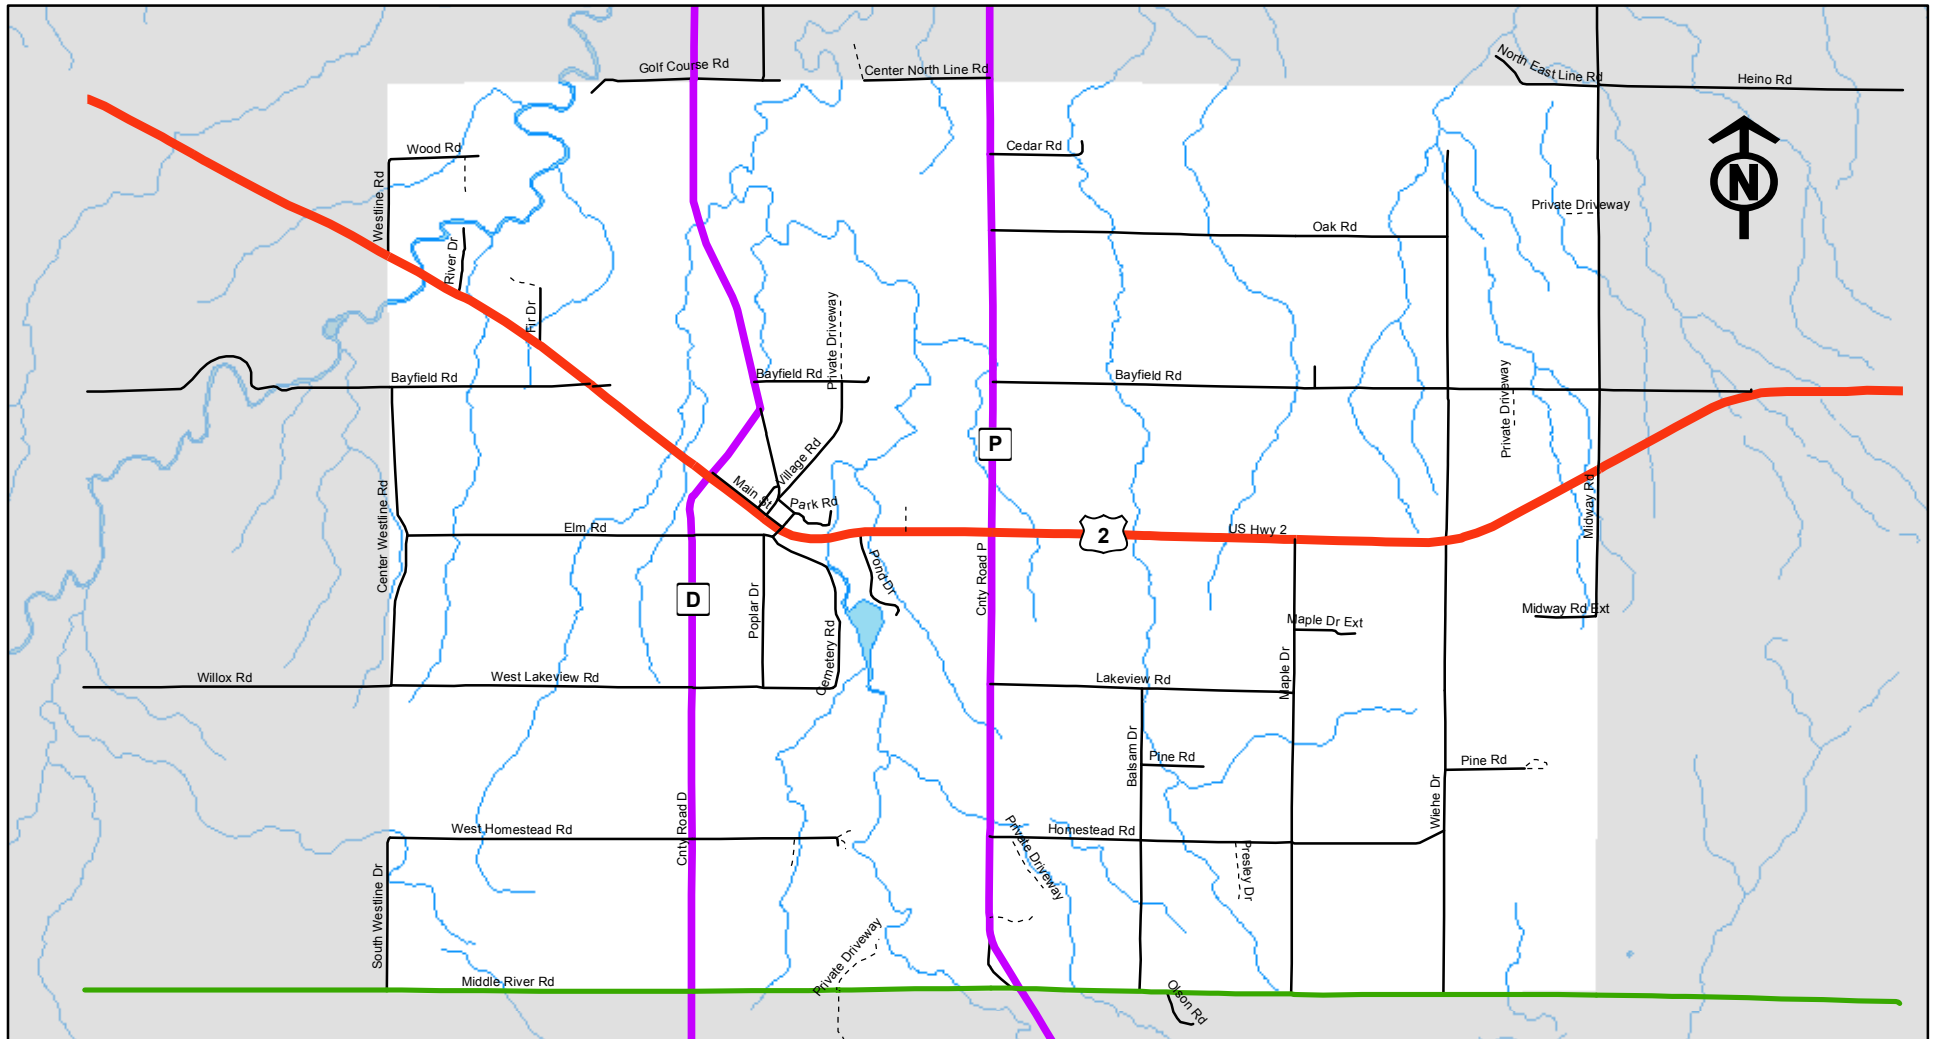 Golf Course Rd
Center North Line Rd
North East Line Rd
Heino Rd
Wood Rd
Cedar Rd
Westline Rd
N
Private Driveway
Oak Rd
River Dr
Fir Dr
Private Driveway
Bayfield Rd
Bayfield Rd
Bayfield Rd
Private Driveway
P
Village Rd
Main St
Park Rd
Center Westline Rd
Elm Rd
US Hwy 2
2
Midway Rd
Pond Dr
Cnty Road P
D
Poplar Dr
Cemetery Rd
Midway Rd Ext
Maple Dr Ext
Maple Dr
Willox Rd
West Lakeview Rd
Lakeview Rd
Balsam Dr
Pine Rd
Pine Rd
Wiehe Dr
Cnty Road D
West Homestead Rd
Homestead Rd
Private Driveway
Presley Dr
South Westline Dr
Private Driveway
Middle River Rd
Olson Rd